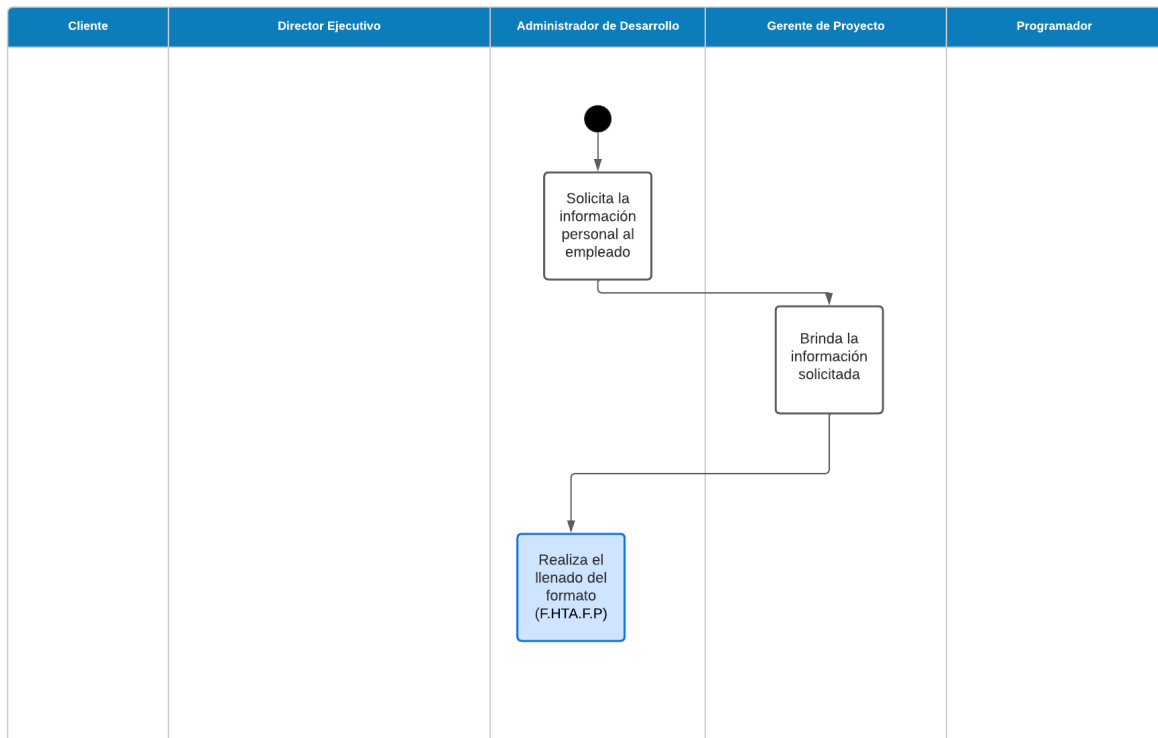 Cliente
Director Ejecutivo
Administrador de Desarrollo
Gerente de Proyecto
Programador
Solicita la
información
personal al
empleado
Brinda la
información
solicitada
Realiza el
llenado del
formato
(F.HTA.F.P)